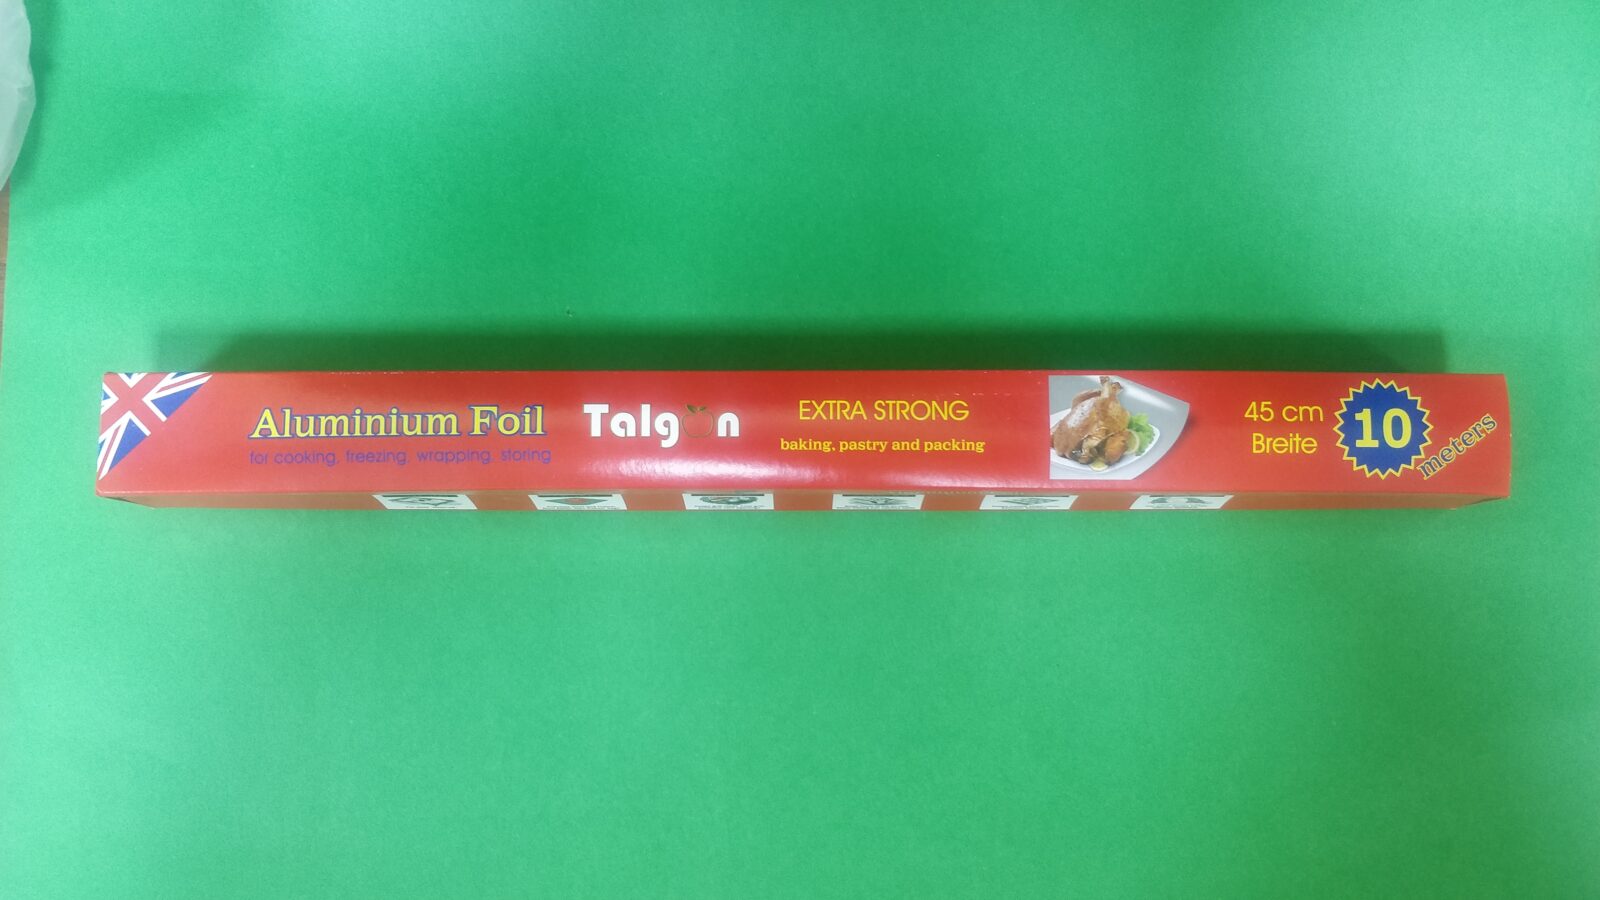 Aluminium Foil
for cooking, freezing, wrapping, storing
Talgon
EXTRA STRONG
baking, pastry and packing
45 cm
Breite
10
meters